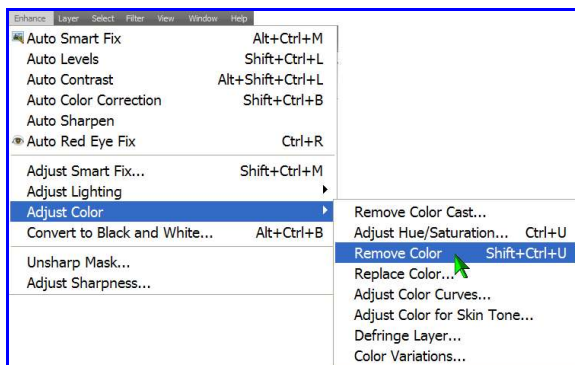 Enhance Layer Select Filter View Window Help
Auto Smart Fix Alt+Ctrl+M
Auto Levels Shift+Ctrl+L
Auto Contrast Alt+Shift+Ctrl+L
Auto Color Correction Shift+Ctrl+B
Auto Sharpen
Auto Red Eye Fix Ctrl+R
Adjust Smart Fix... Shift+Ctrl+M
Adjust Lighting
Adjust Color
Convert to Black and White... Alt+Ctrl+B
Unsharp Mask...
Adjust Sharpness...
Remove Color Cast...
Adjust Hue/Saturation... Ctrl+U
Remove Color Shift+Ctrl+U
Replace Color...
Adjust Color Curves...
Adjust Color for Skin Tone...
Defringe Layer...
Color Variations...